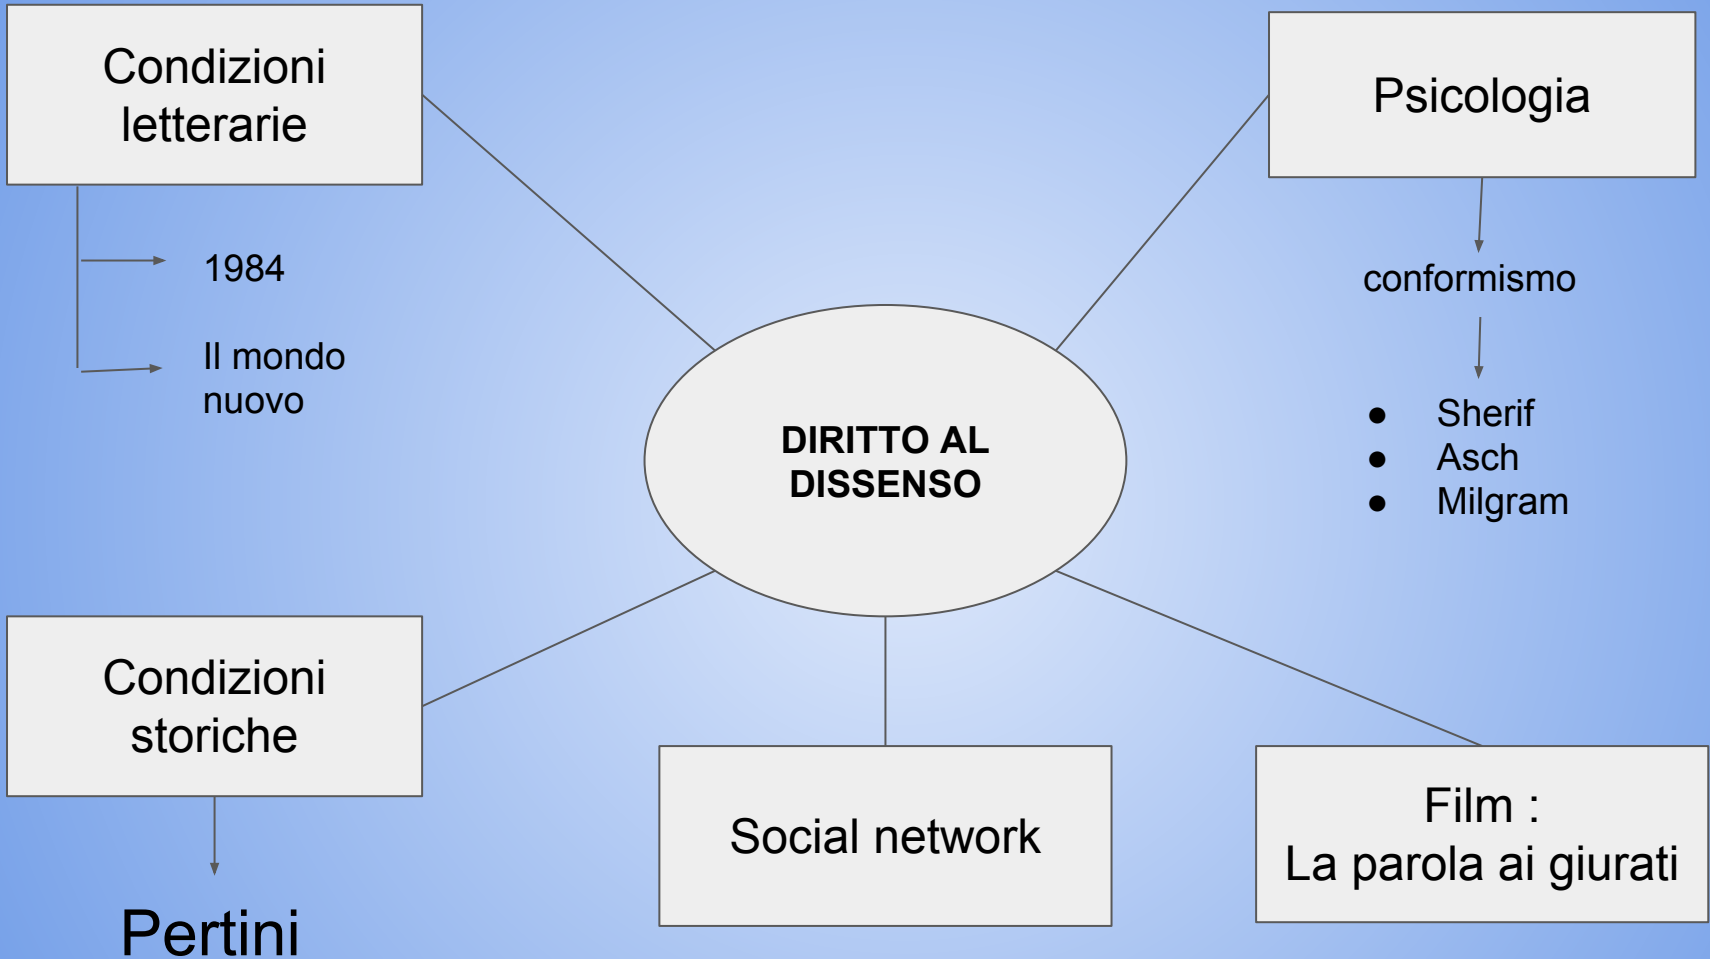 Condizioni
letterarie
1984
Il mondo
nuovo
Psicologia
conformismo
● Sherif
● Asch
● Milgram
DIRITTO AL
DISSENSO
Condizioni
storiche
Pertini
Social network
Film :
La parola ai giurati